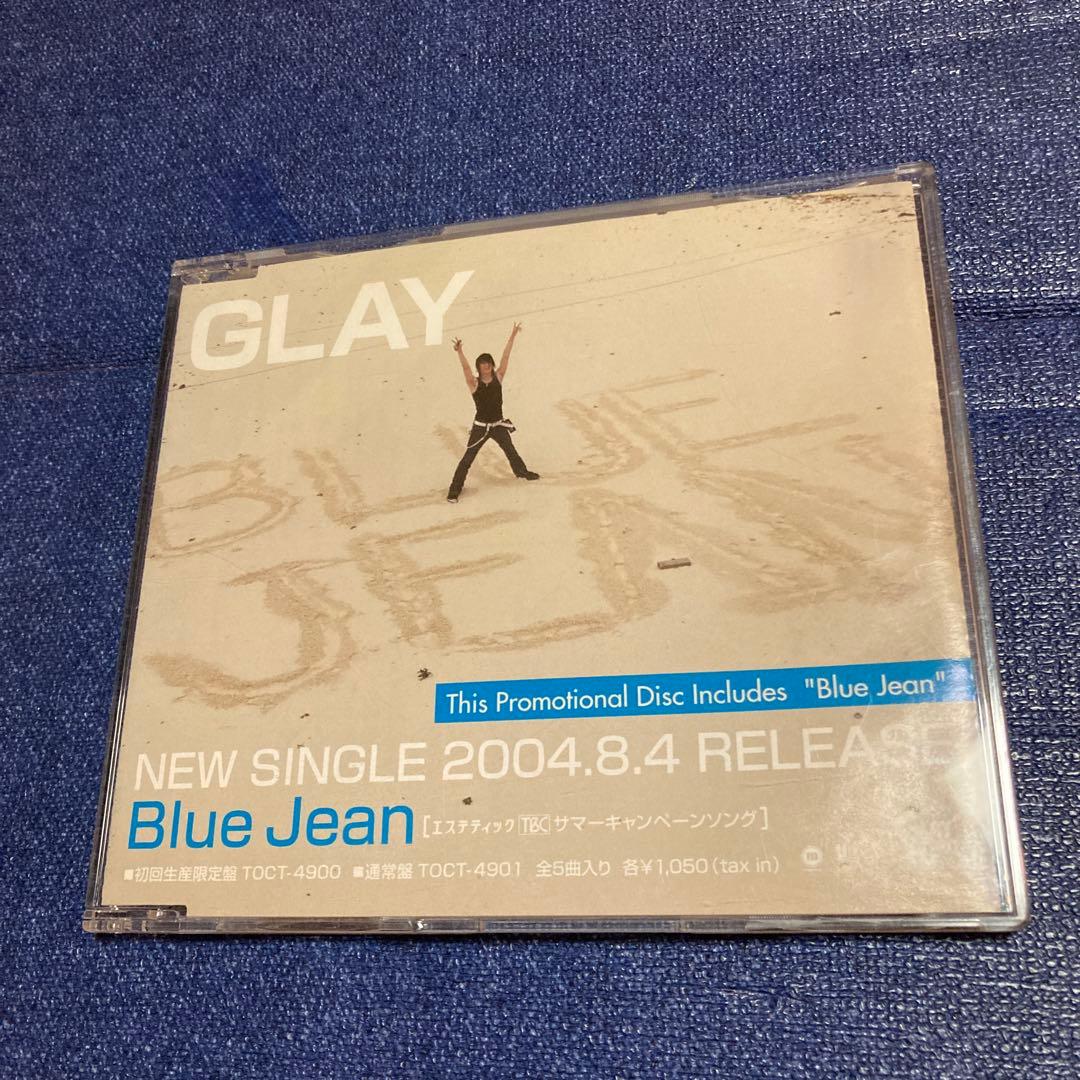 GLAY
BLUE
JEAN
This Promotional Disc Includes "Blue Jean"
NEW SINGLE 2004.8.4 RELEASE
Blue Jean [エステティック TBC サマーキャンペーンソング]
■初回生産限定盤 TOCT-4900 ■通常盤 TOCT-4901 全5曲入り 各¥1,050(tax in)